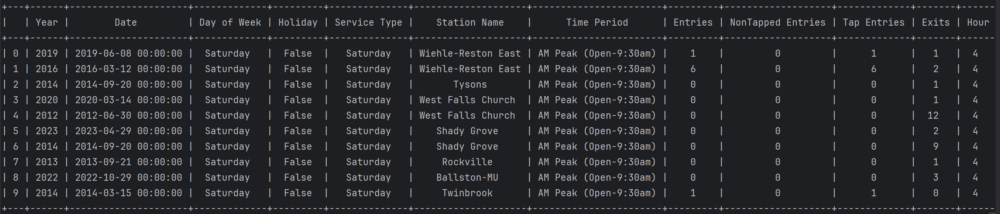 +---+------+---------------------+-------------+---------+--------------+--------------------+-----------------------+---------+-------------------+-------------+-------+------
|   | Year |        Date         | Day of Week | Holiday | Service Type |    Station Name    |      Time Period      | Entries | NonTapped Entries | Tap Entries | Exits | Hour
+---+------+---------------------+-------------+---------+--------------+--------------------+-----------------------+---------+-------------------+-------------+-------+------
| 0 | 2019 | 2019-06-08 00:00:00 |  Saturday   |  False  |   Saturday   | Wiehle-Reston East | AM Peak (Open-9:30am) |    1    |         0         |      1      |   1   |  4
| 1 | 2016 | 2016-03-12 00:00:00 |  Saturday   |  False  |   Saturday   | Wiehle-Reston East | AM Peak (Open-9:30am) |    6    |         0         |      6      |   2   |  4
| 2 | 2014 | 2014-09-20 00:00:00 |  Saturday   |  False  |   Saturday   |       Tysons       | AM Peak (Open-9:30am) |    0    |         0         |      0      |   1   |  4
| 3 | 2020 | 2020-03-14 00:00:00 |  Saturday   |  False  |   Saturday   | West Falls Church  | AM Peak (Open-9:30am) |    0    |         0         |      0      |   1   |  4
| 4 | 2012 | 2012-06-30 00:00:00 |  Saturday   |  False  |   Saturday   | West Falls Church  | AM Peak (Open-9:30am) |    0    |         0         |      0      |  12   |  4
| 5 | 2023 | 2023-04-29 00:00:00 |  Saturday   |  False  |   Saturday   |    Shady Grove     | AM Peak (Open-9:30am) |    0    |         0         |      0      |   2   |  4
| 6 | 2014 | 2014-09-20 00:00:00 |  Saturday   |  False  |   Saturday   |    Shady Grove     | AM Peak (Open-9:30am) |    0    |         0         |      0      |   9   |  4
| 7 | 2013 | 2013-09-21 00:00:00 |  Saturday   |  False  |   Saturday   |     Rockville      | AM Peak (Open-9:30am) |    0    |         0         |      0      |   1   |  4
| 8 | 2022 | 2022-10-29 00:00:00 |  Saturday   |  False  |   Saturday   |    Ballston-MU     | AM Peak (Open-9:30am) |    0    |         0         |      0      |   3   |  4
| 9 | 2014 | 2014-03-15 00:00:00 |  Saturday   |  False  |   Saturday   |     Twinbrook      | AM Peak (Open-9:30am) |    1    |         0         |      1      |   0   |  4
+---+------+---------------------+-------------+---------+--------------+--------------------+-----------------------+---------+-------------------+-------------+-------+------